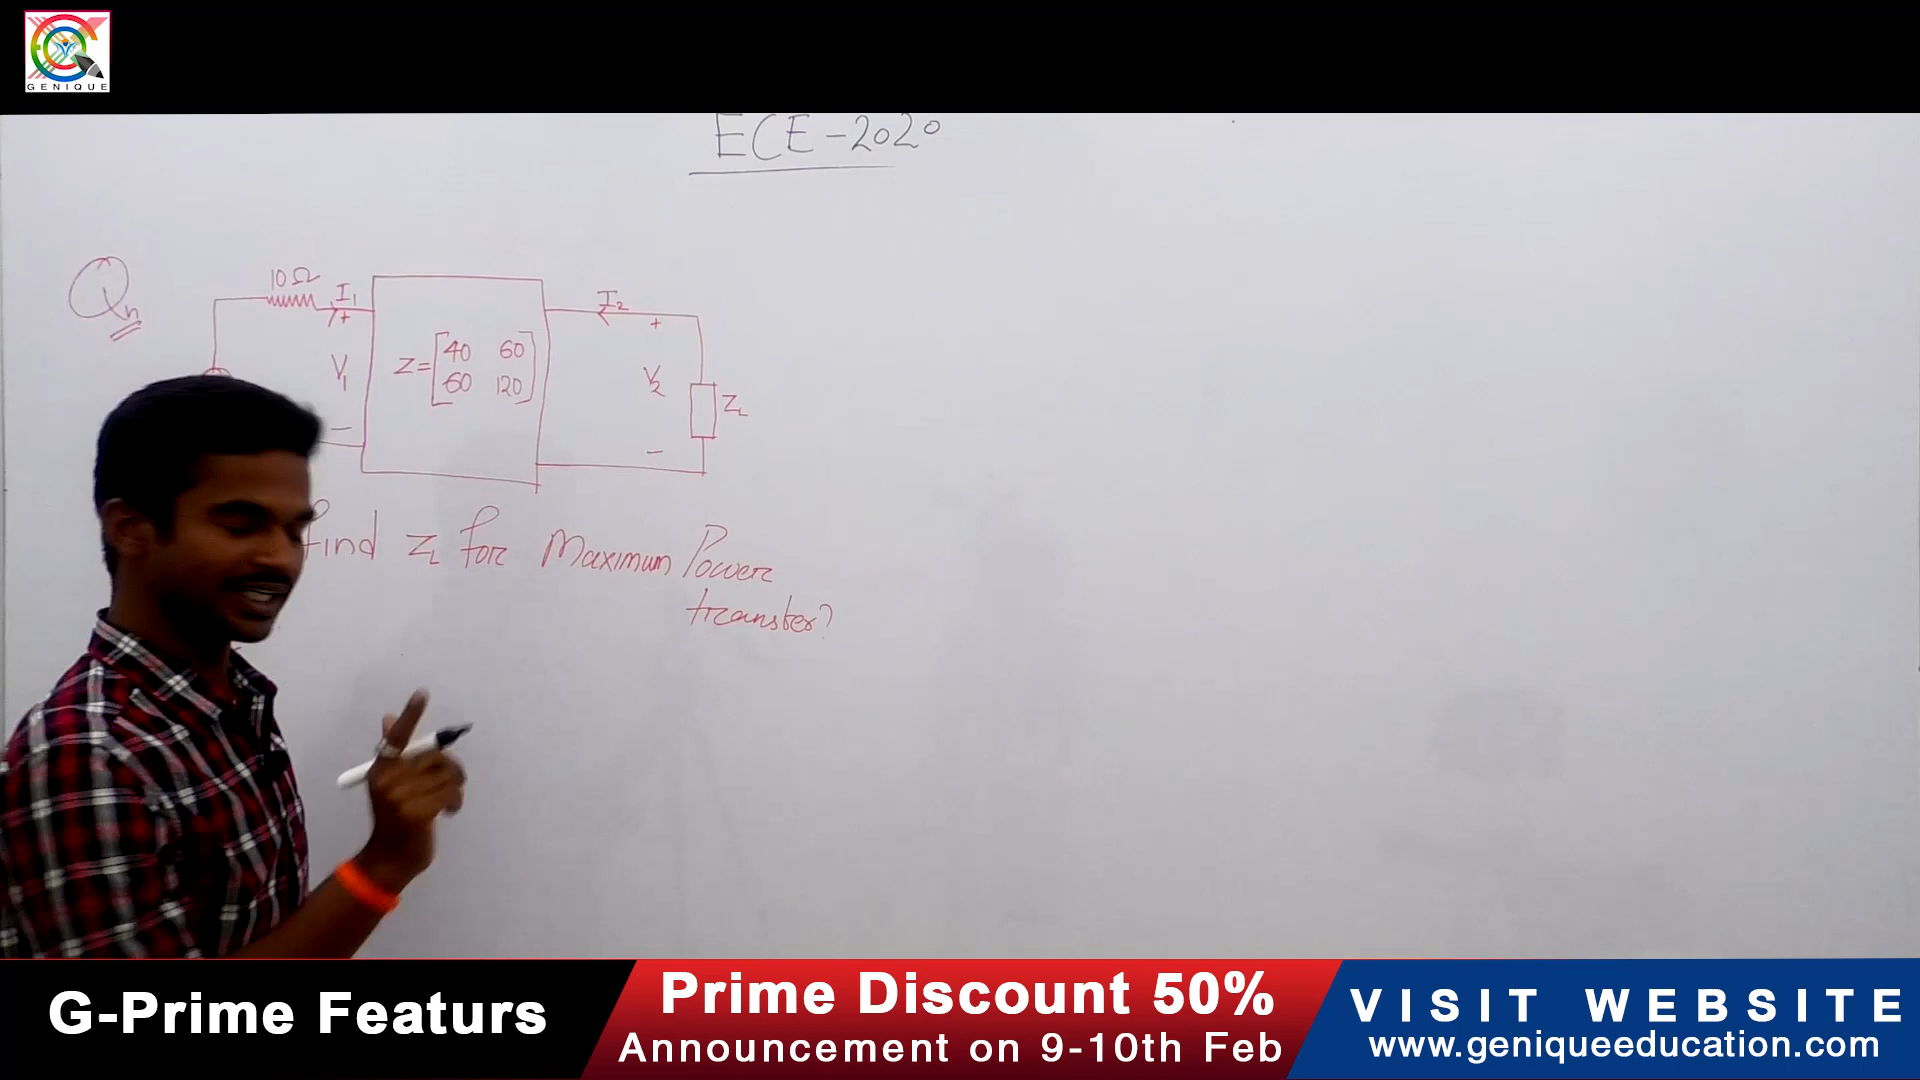 GENIQUE
ECE-2020
Qn
10Ω
I1
I2
+
+
V1
Z= [40 60
60 120]
V2
ZL
-
-
find ZL for Maximum Power
transfer?
G-Prime Featurs
Prime Discount 50%
Announcement on 9-10th Feb
VISIT WEBSITE
www.geniqueeducation.com